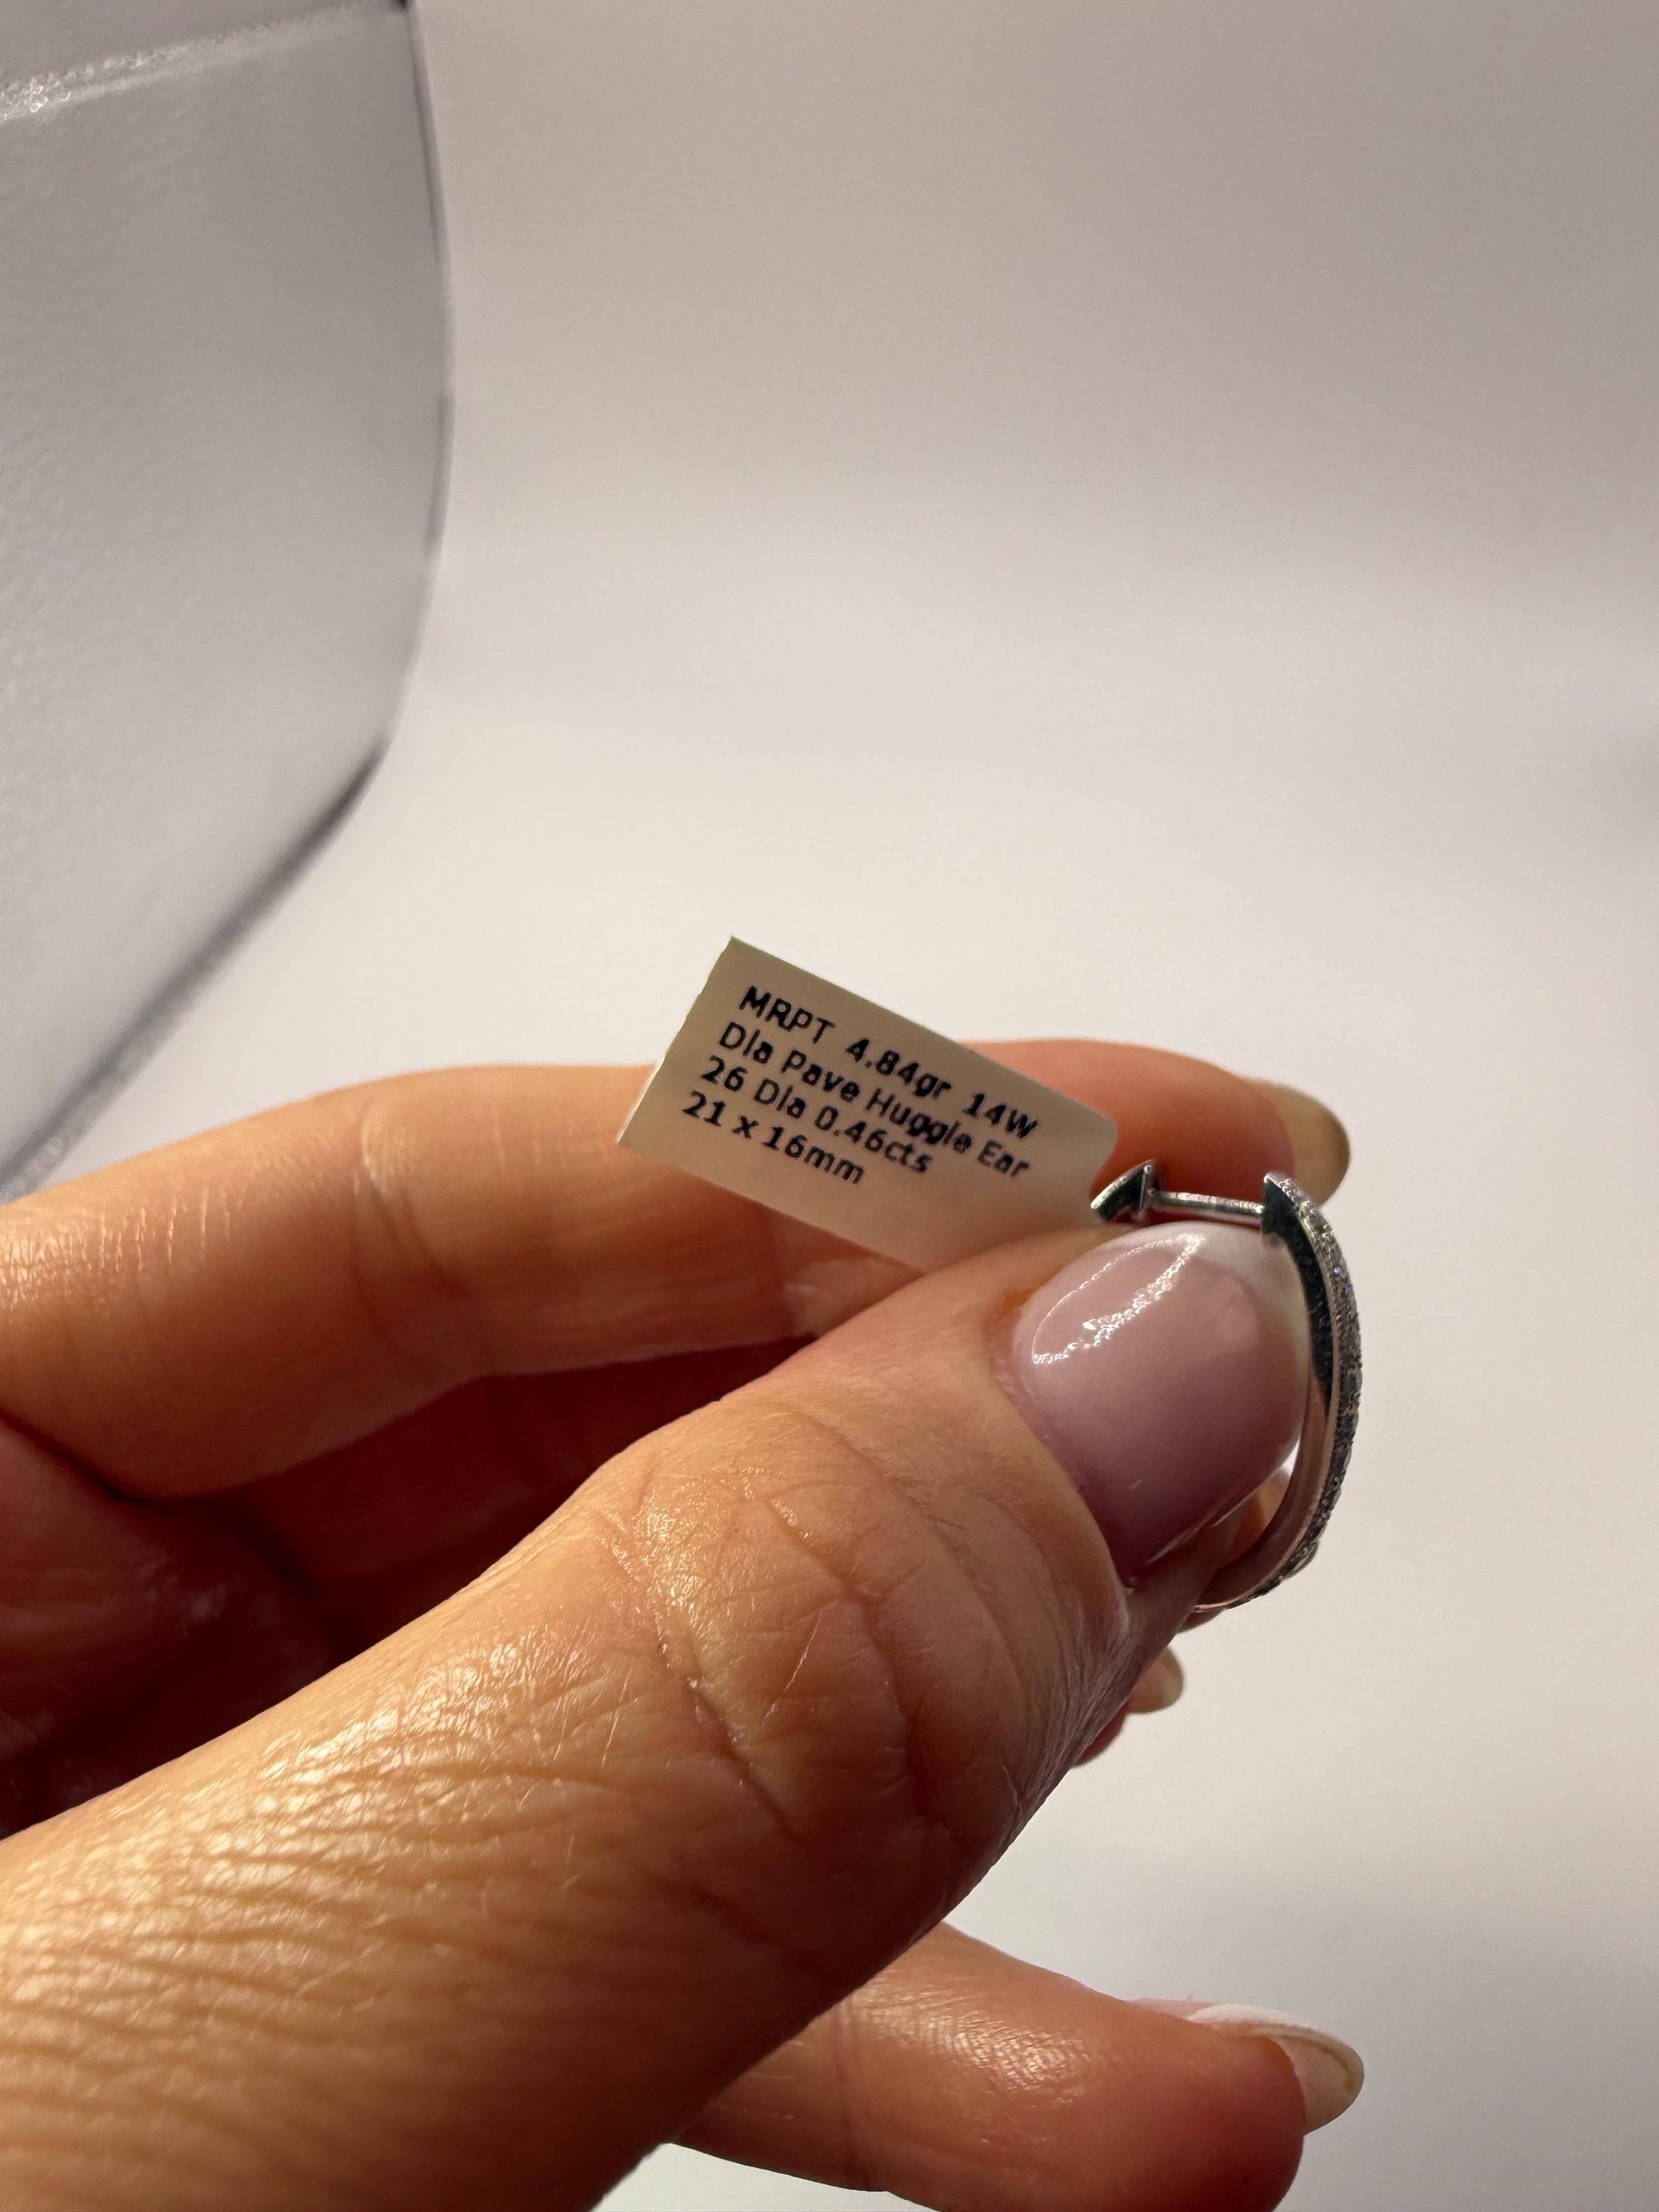 MRPT 4.84gr 14W
Dia Pave Huggie Ear
26 Dia 0.46cts
21 x 16mm